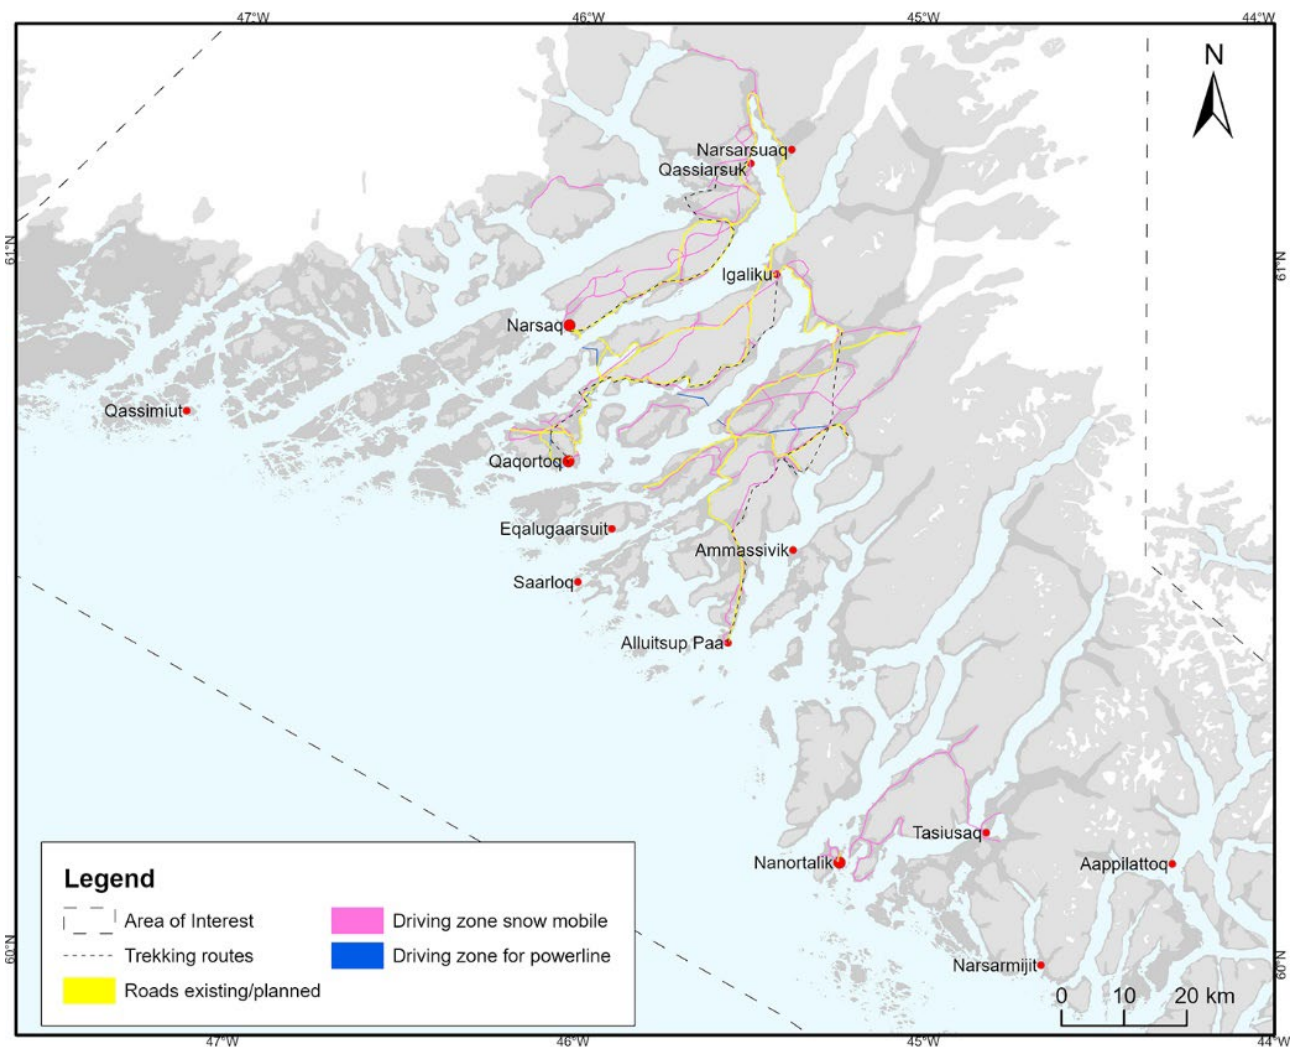 47°W 46°W 45°W 44°W
N
Narsarsuaq
Qassiarsuk
61°N
61°N
Igaliku
Narsaq
Qassimiut
Qaqortoq
Eqalugaarsuit
Ammassivik
Saarloq
Alluitsup Paa
Tasiusaq
Nanortalik
Aappilattoq
Legend
Area of Interest
Driving zone snow mobile
Trekking routes
Driving zone for powerline
Roads existing/planned
60°N
Narsarmijit
60°N
0 10 20 km
47°W 46°W 45°W 44°W